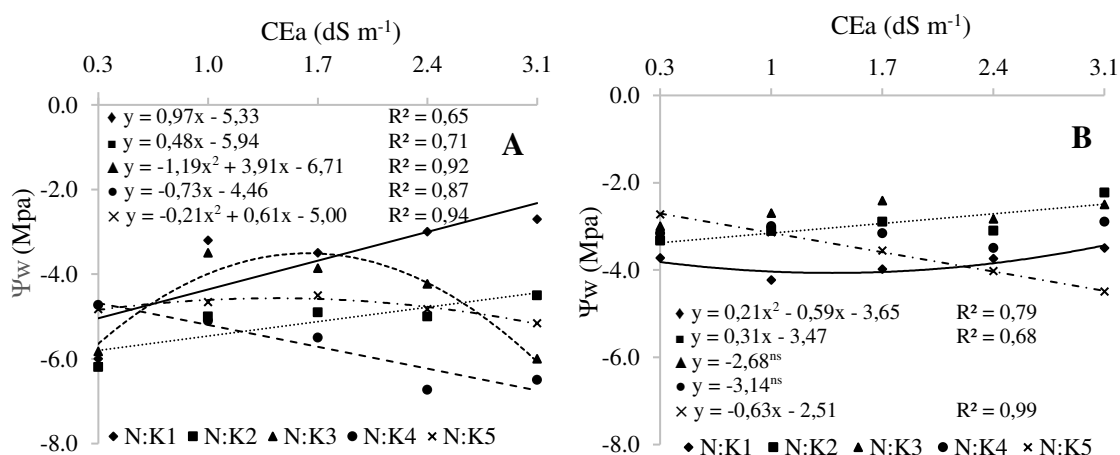 CEa (dS m⁻¹)
0.3 1.0 1.7 2.4 3.1
0.0
-2.0
-4.0
-6.0
-8.0
Ψw (Mpa)
A
y = 0,97x - 5,33 R² = 0,65
y = 0,48x - 5,94 R² = 0,71
y = -1,19x² + 3,91x - 6,71 R² = 0,92
y = -0,73x - 4,46 R² = 0,87
y = -0,21x² + 0,61x - 5,00 R² = 0,94
N:K1 N:K2 N:K3 N:K4 N:K5
CEa (dS m⁻¹)
0.3 1 1.7 2.4 3.1
0.0
-2.0
-4.0
-6.0
-8.0
Ψw (Mpa)
B
y = 0,21x² - 0,59x - 3,65 R² = 0,79
y = 0,31x - 3,47 R² = 0,68
y = -2,68ⁿˢ
y = -3,14ⁿˢ
y = -0,63x - 2,51 R² = 0,99
N:K1 N:K2 N:K3 N:K4 N:K5